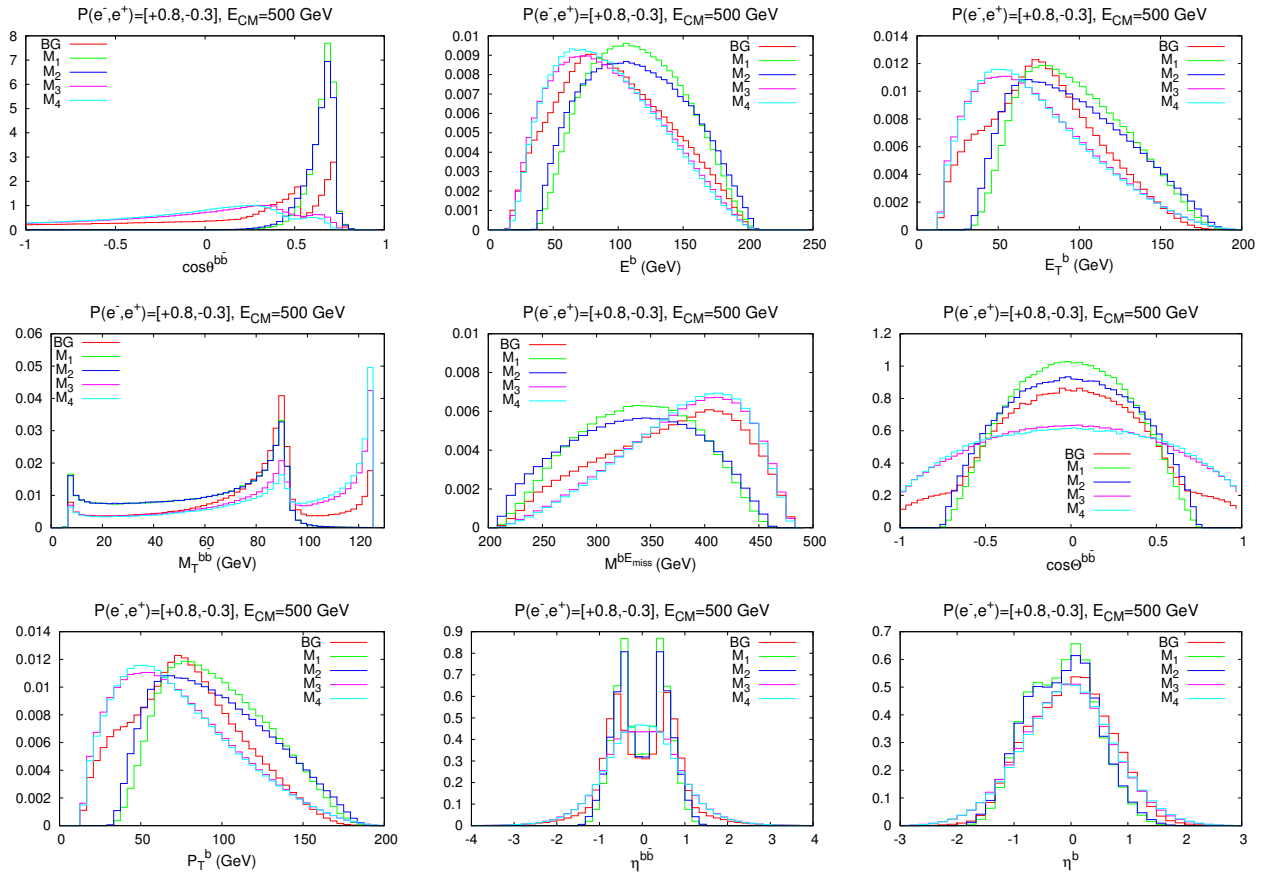 P(e⁻,e⁺)=[+0.8,-0.3], E_CM=500 GeV
8
7
6
5
4
3
2
1
0
BG
M₁
M₂
M₃
M₄
-1 -0.5 0 0.5 1
cosθ^bb̄
P(e⁻,e⁺)=[+0.8,-0.3], E_CM=500 GeV
0.01
0.009
0.008
0.007
0.006
0.005
0.004
0.003
0.002
0.001
0
BG
M₁
M₂
M₃
M₄
0 50 100 150 200 250
E^b (GeV)
P(e⁻,e⁺)=[+0.8,-0.3], E_CM=500 GeV
0.014
0.012
0.01
0.008
0.006
0.004
0.002
0
BG
M₁
M₂
M₃
M₄
0 50 100 150 200
E_T^b (GeV)
P(e⁻,e⁺)=[+0.8,-0.3], E_CM=500 GeV
0.06
0.05
0.04
0.03
0.02
0.01
0
BG
M₁
M₂
M₃
M₄
0 20 40 60 80 100 120
M_T^bb̄ (GeV)
P(e⁻,e⁺)=[+0.8,-0.3], E_CM=500 GeV
0.01
0.008
0.006
0.004
0.002
0
BG
M₁
M₂
M₃
M₄
200 250 300 350 400 450 500
M^bE_miss (GeV)
P(e⁻,e⁺)=[+0.8,-0.3], E_CM=500 GeV
1.2
1
0.8
0.6
0.4
0.2
0
BG
M₁
M₂
M₃
M₄
-1 -0.5 0 0.5 1
cosΘ^bb̄
P(e⁻,e⁺)=[+0.8,-0.3], E_CM=500 GeV
0.014
0.012
0.01
0.008
0.006
0.004
0.002
0
BG
M₁
M₂
M₃
M₄
0 50 100 150 200
P_T^b (GeV)
P(e⁻,e⁺)=[+0.8,-0.3], E_CM=500 GeV
0.9
0.8
0.7
0.6
0.5
0.4
0.3
0.2
0.1
0
BG
M₁
M₂
M₃
M₄
-4 -3 -2 -1 0 1 2 3 4
η^bb̄
P(e⁻,e⁺)=[+0.8,-0.3], E_CM=500 GeV
0.7
0.6
0.5
0.4
0.3
0.2
0.1
0
BG
M₁
M₂
M₃
M₄
-3 -2 -1 0 1 2 3
η^b